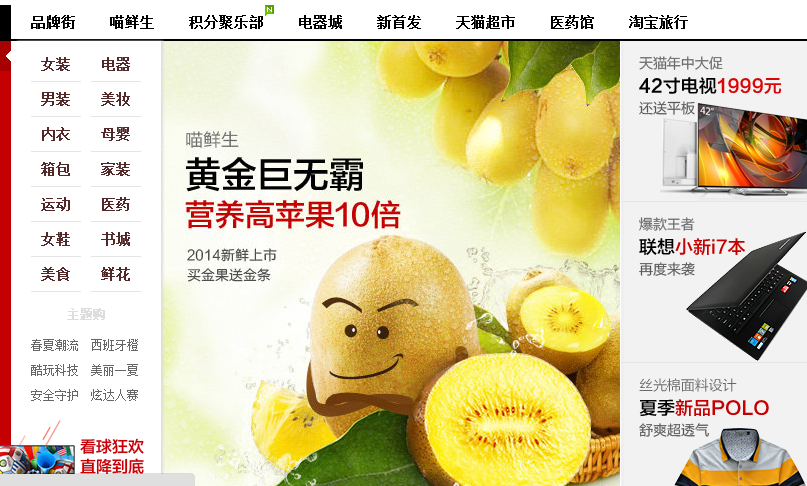 品牌街 喵鲜生 积分聚乐部 N 电器城 新首发 天猫超市 医药馆 淘宝旅行
女装 电器
男装 美妆
内衣 母婴
箱包 家装
运动 医药
女鞋 书城
美食 鲜花
主题购
春夏潮流 西班牙橙
酷玩科技 美丽一夏
安全守护 炫达人赛
看球狂欢
直降到底
喵鲜生
黄金巨无霸
营养高苹果10倍
2014新鲜上市
买金果送金条
天猫年中大促
42寸电视1999元
还送平板
42"
爆款王者
联想小新i7本
再度来袭
丝光棉面料设计
夏季新品POLO
舒爽超透气